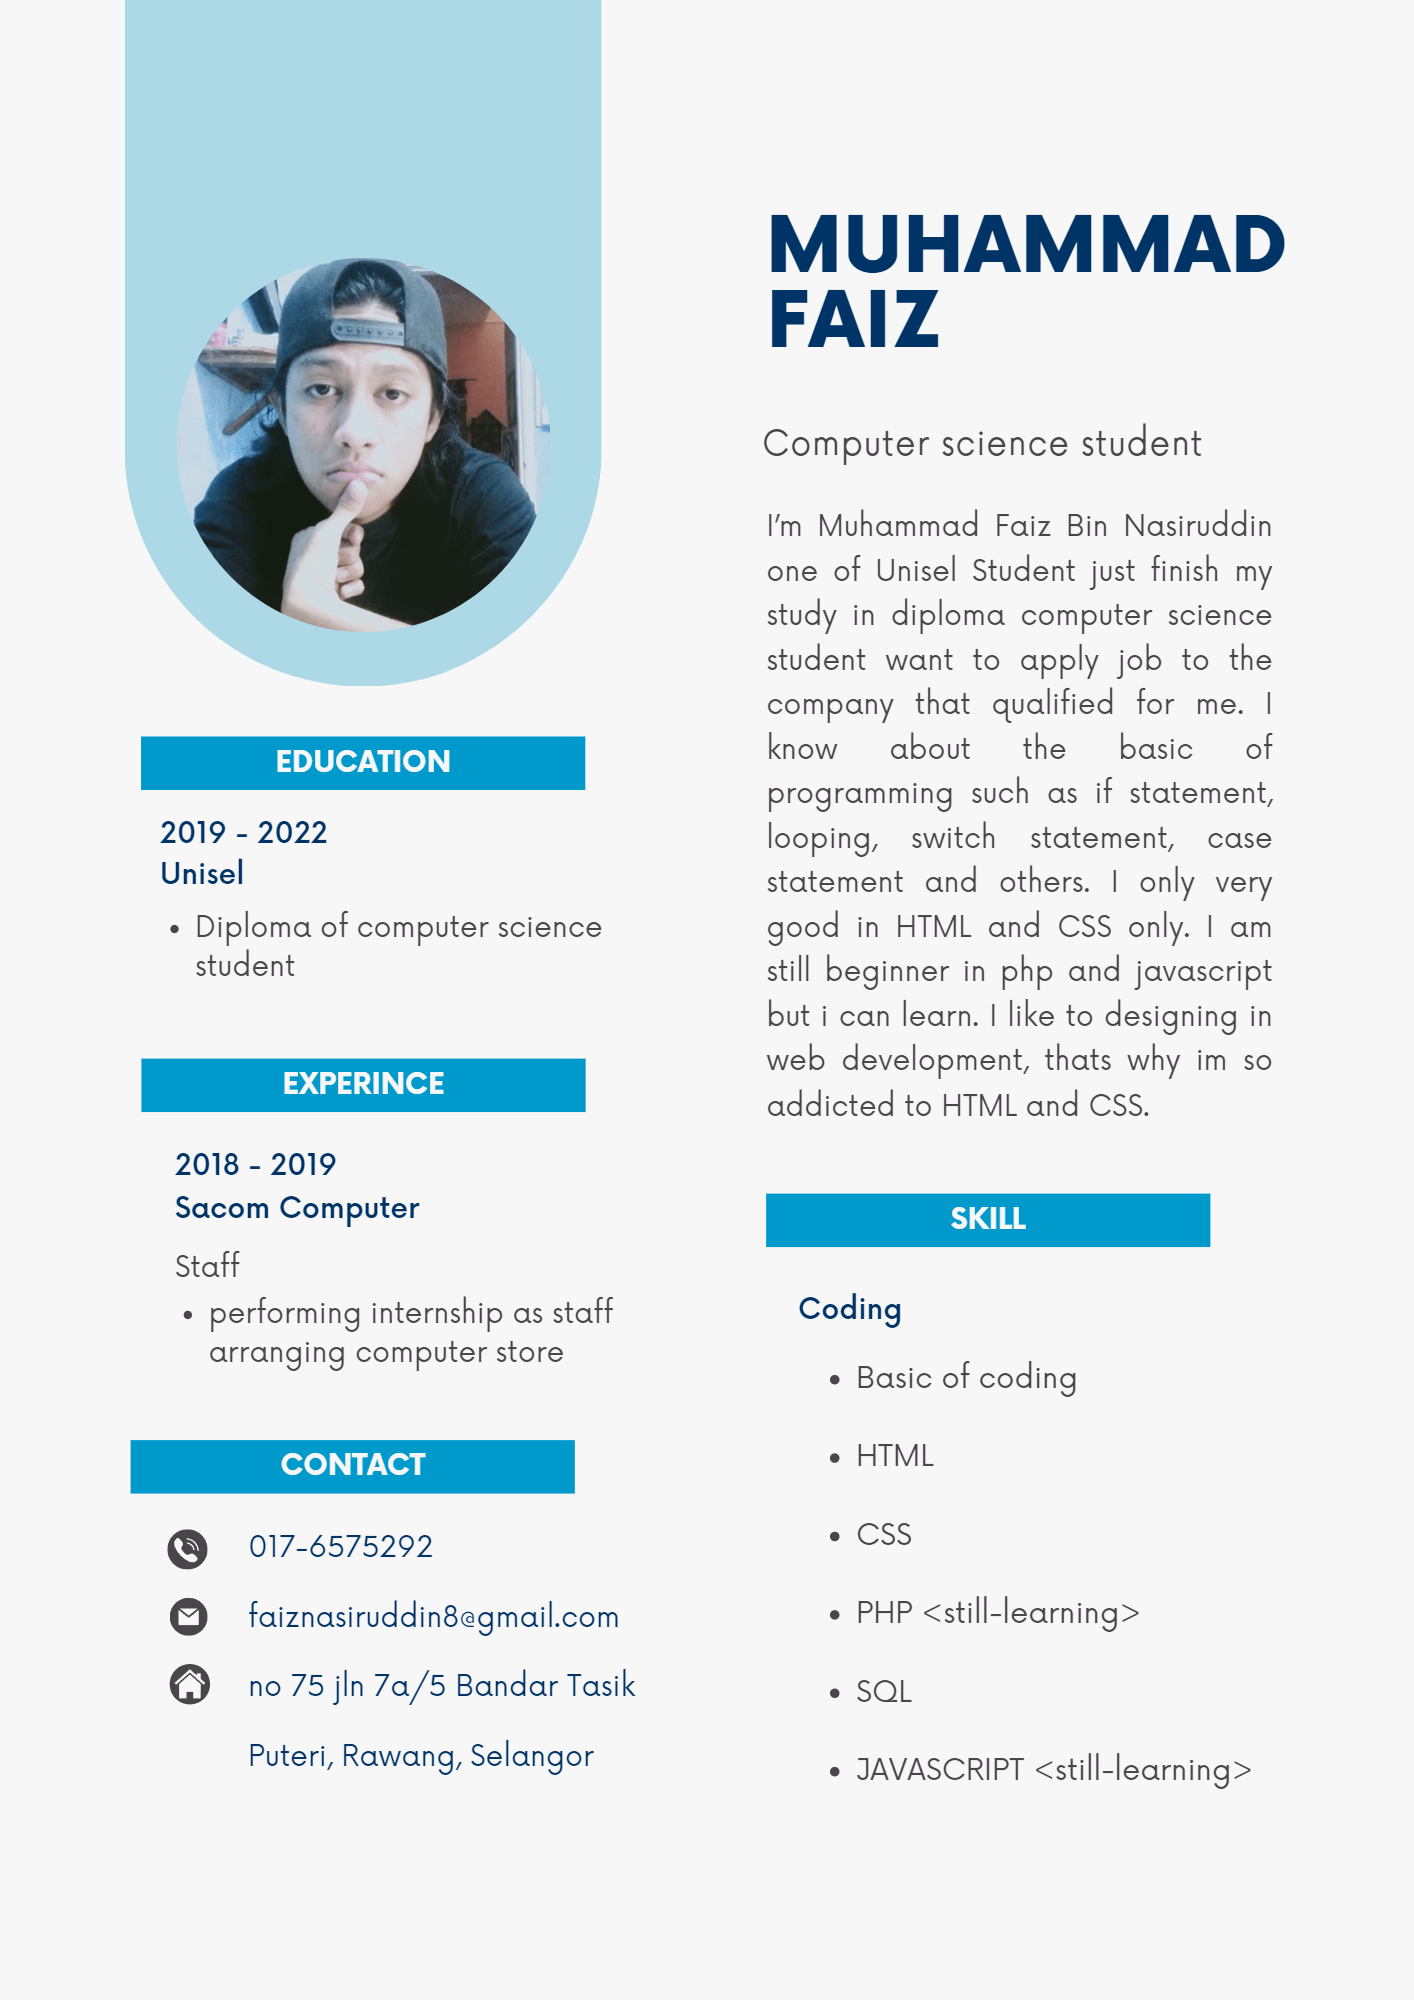 MUHAMMAD
FAIZ
Computer science student
I'm Muhammad Faiz Bin Nasiruddin
one of Unisel Student just finish my
study in diploma computer science
student want to apply job to the
company that qualified for me. I
know about the basic of
programming such as if statement,
looping, switch statement, case
statement and others. I only very
good in HTML and CSS only. I am
still beginner in php and javascript
but i can learn. I like to designing in
web development, thats why im so
addicted to HTML and CSS.
EDUCATION
2019 - 2022
Unisel
• Diploma of computer science
student
EXPERINCE
2018 - 2019
Sacom Computer
Staff
• performing internship as staff
arranging computer store
CONTACT
017-6575292
faiznasiruddin8@gmail.com
no 75 jln 7a/5 Bandar Tasik
Puteri, Rawang, Selangor
SKILL
Coding
• Basic of coding
• HTML
• CSS
• PHP <still-learning>
• SQL
• JAVASCRIPT <still-learning>